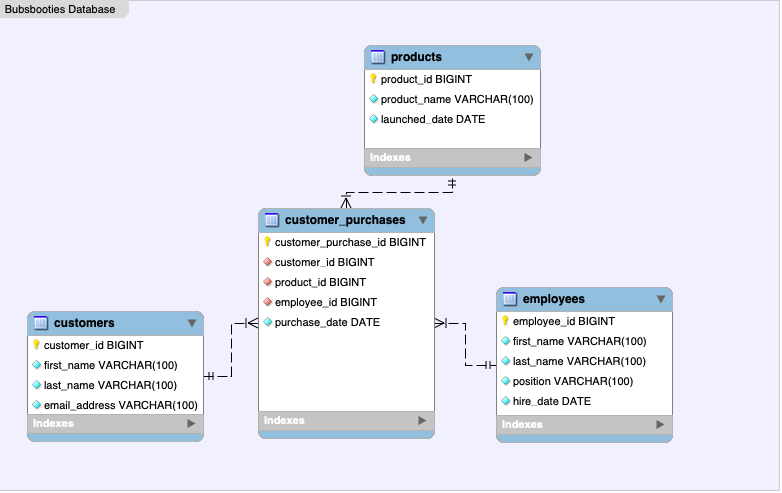 Bubsbooties Database
products
product_id BIGINT
product_name VARCHAR(100)
launched_date DATE
Indexes
customer_purchases
customer_purchase_id BIGINT
customer_id BIGINT
product_id BIGINT
employee_id BIGINT
purchase_date DATE
Indexes
customers
customer_id BIGINT
first_name VARCHAR(100)
last_name VARCHAR(100)
email_address VARCHAR(100)
Indexes
employees
employee_id BIGINT
first_name VARCHAR(100)
last_name VARCHAR(100)
position VARCHAR(100)
hire_date DATE
Indexes